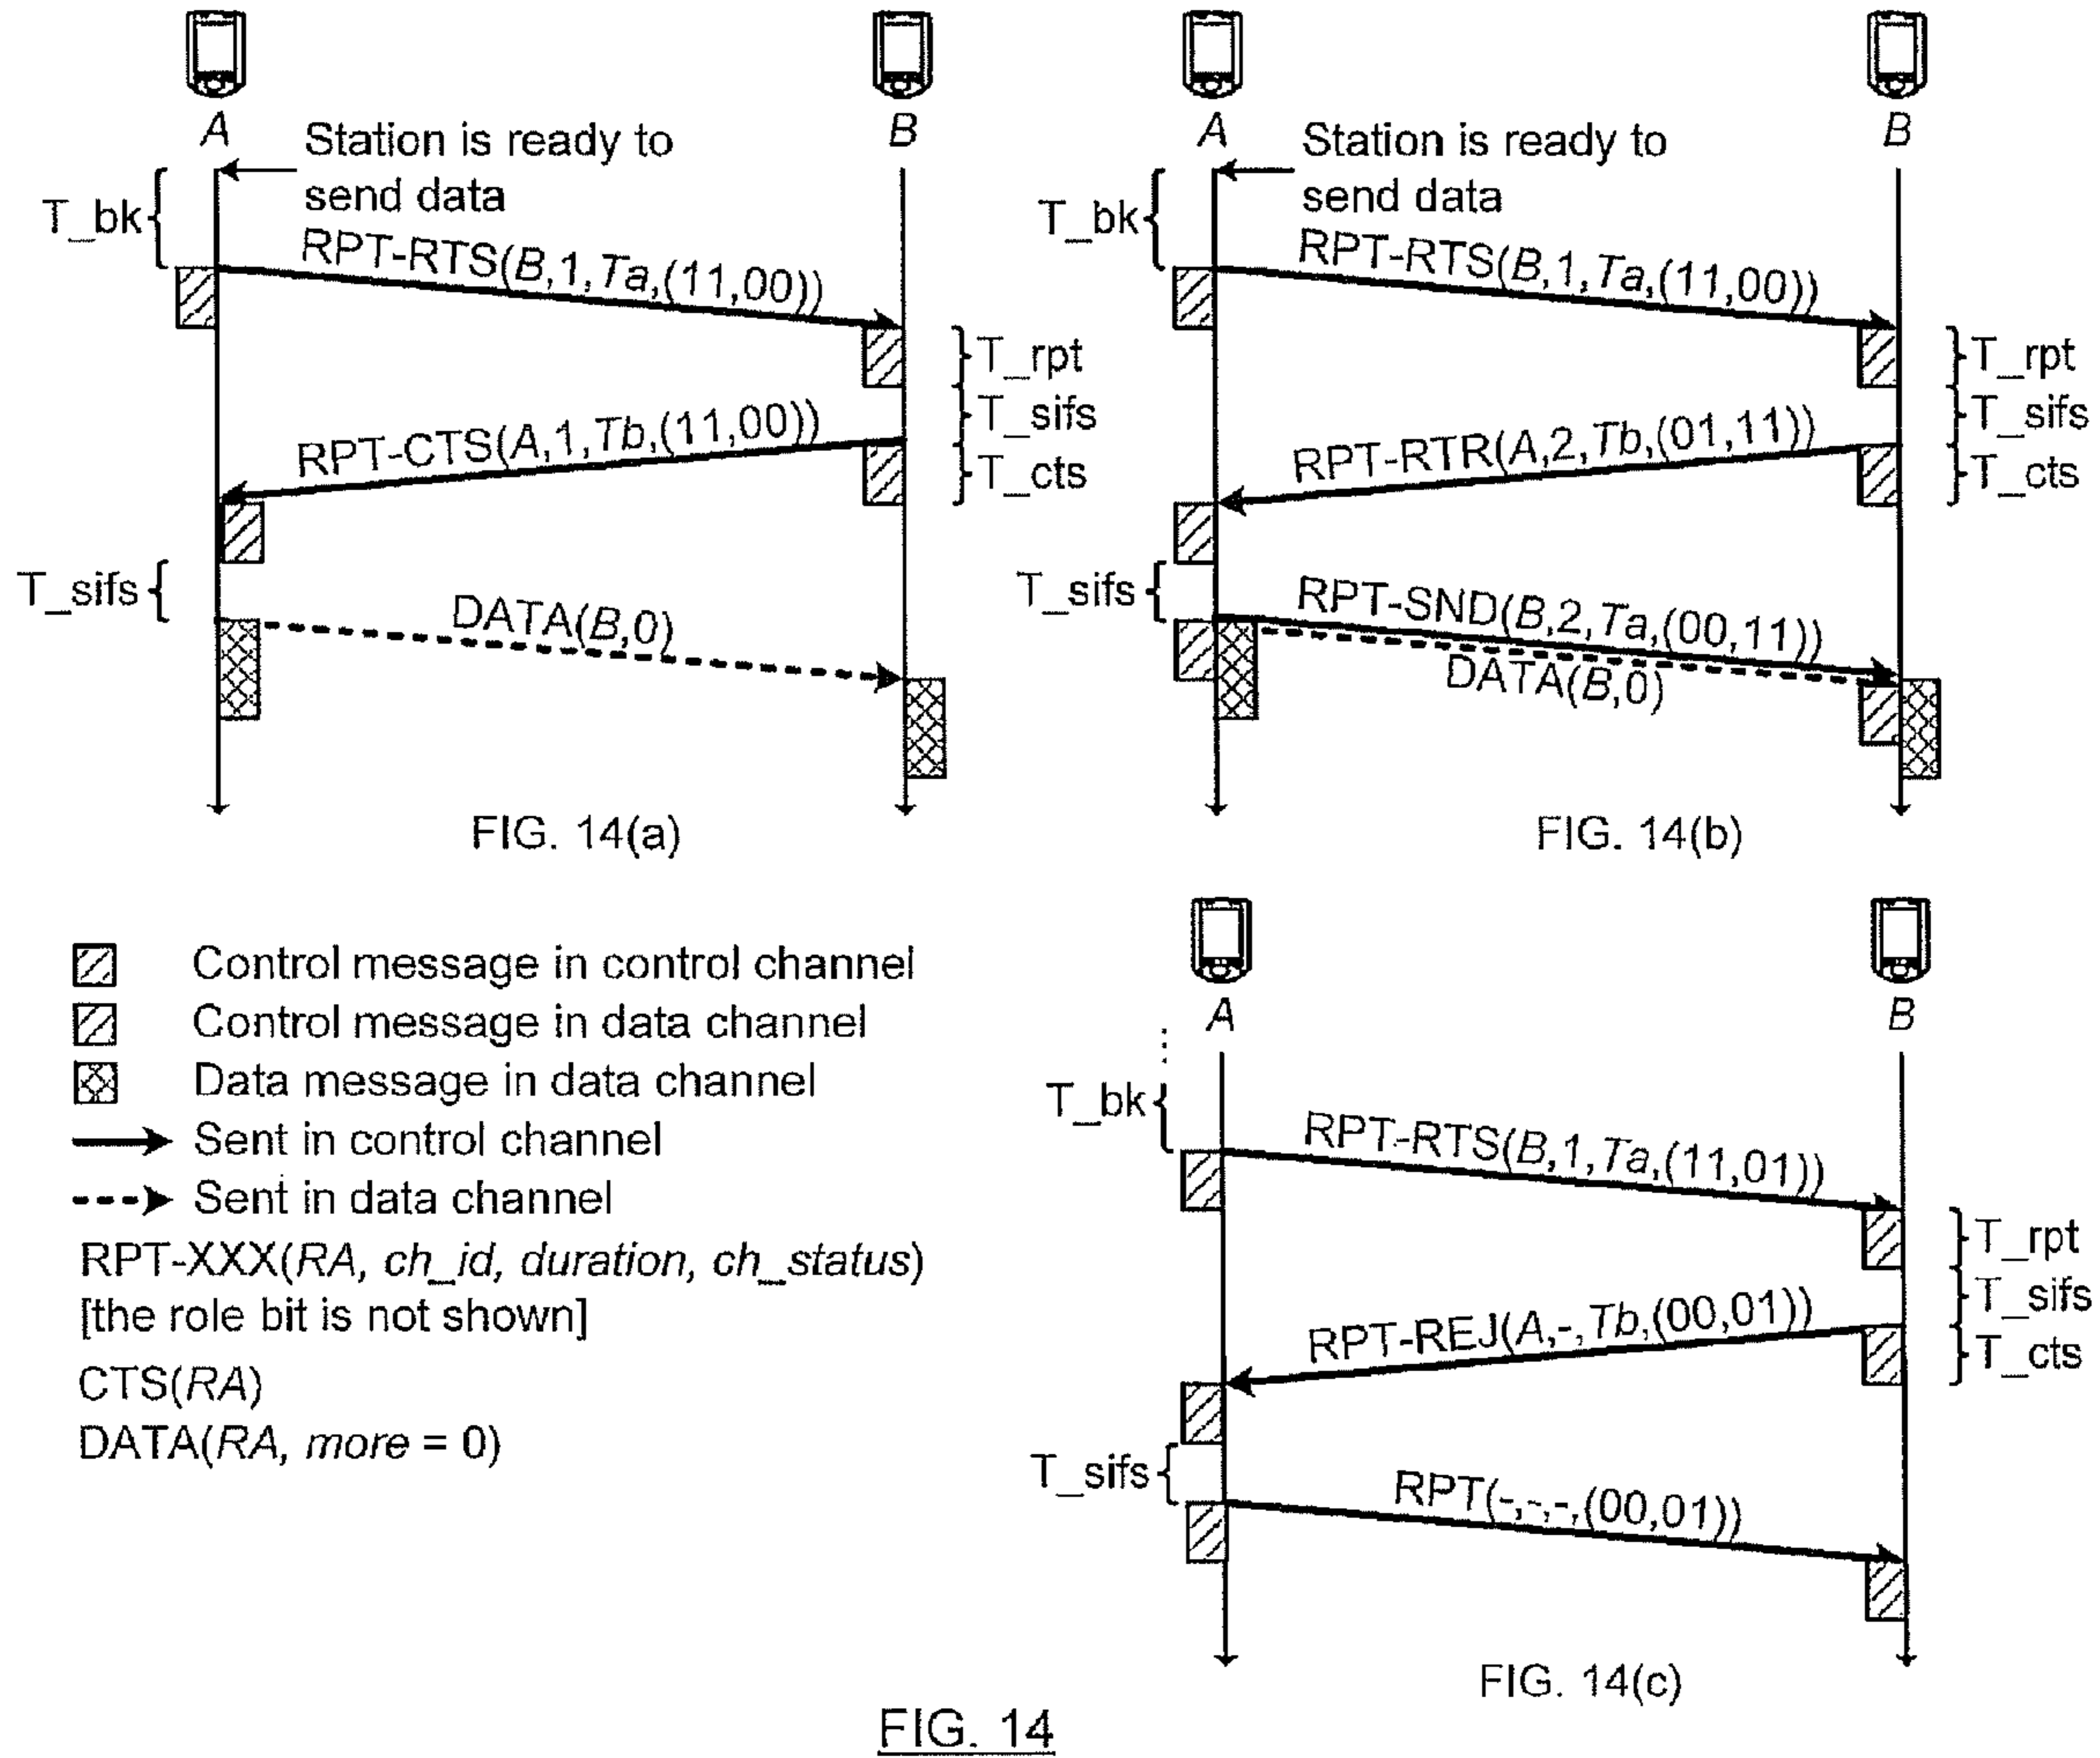 A
B
Station is ready to
send data
T_bk
RPT-RTS(B,1,Ta,(11,00))
T_rpt
T_sifs
RPT-CTS(A,1,Tb,(11,00))
T_cts
T_sifs
DATA(B,0)
FIG. 14(a)
A
B
Station is ready to
send data
T_bk
RPT-RTS(B,1,Ta,(11,00))
T_rpt
T_sifs
RPT-RTR(A,2,Tb,(01,11))
T_cts
T_sifs
RPT-SND(B,2,Ta,(00,11))
DATA(B,0)
FIG. 14(b)
Control message in control channel
Control message in data channel
Data message in data channel
Sent in control channel
Sent in data channel
RPT-XXX(RA, ch_id, duration, ch_status)
[the role bit is not shown]
CTS(RA)
DATA(RA, more = 0)
A
B
T_bk
RPT-RTS(B,1,Ta,(11,01))
T_rpt
T_sifs
RPT-REJ(A,-,Tb,(00,01))
T_cts
T_sifs
RPT(-,-,-,(00,01))
FIG. 14(c)
FIG. 14